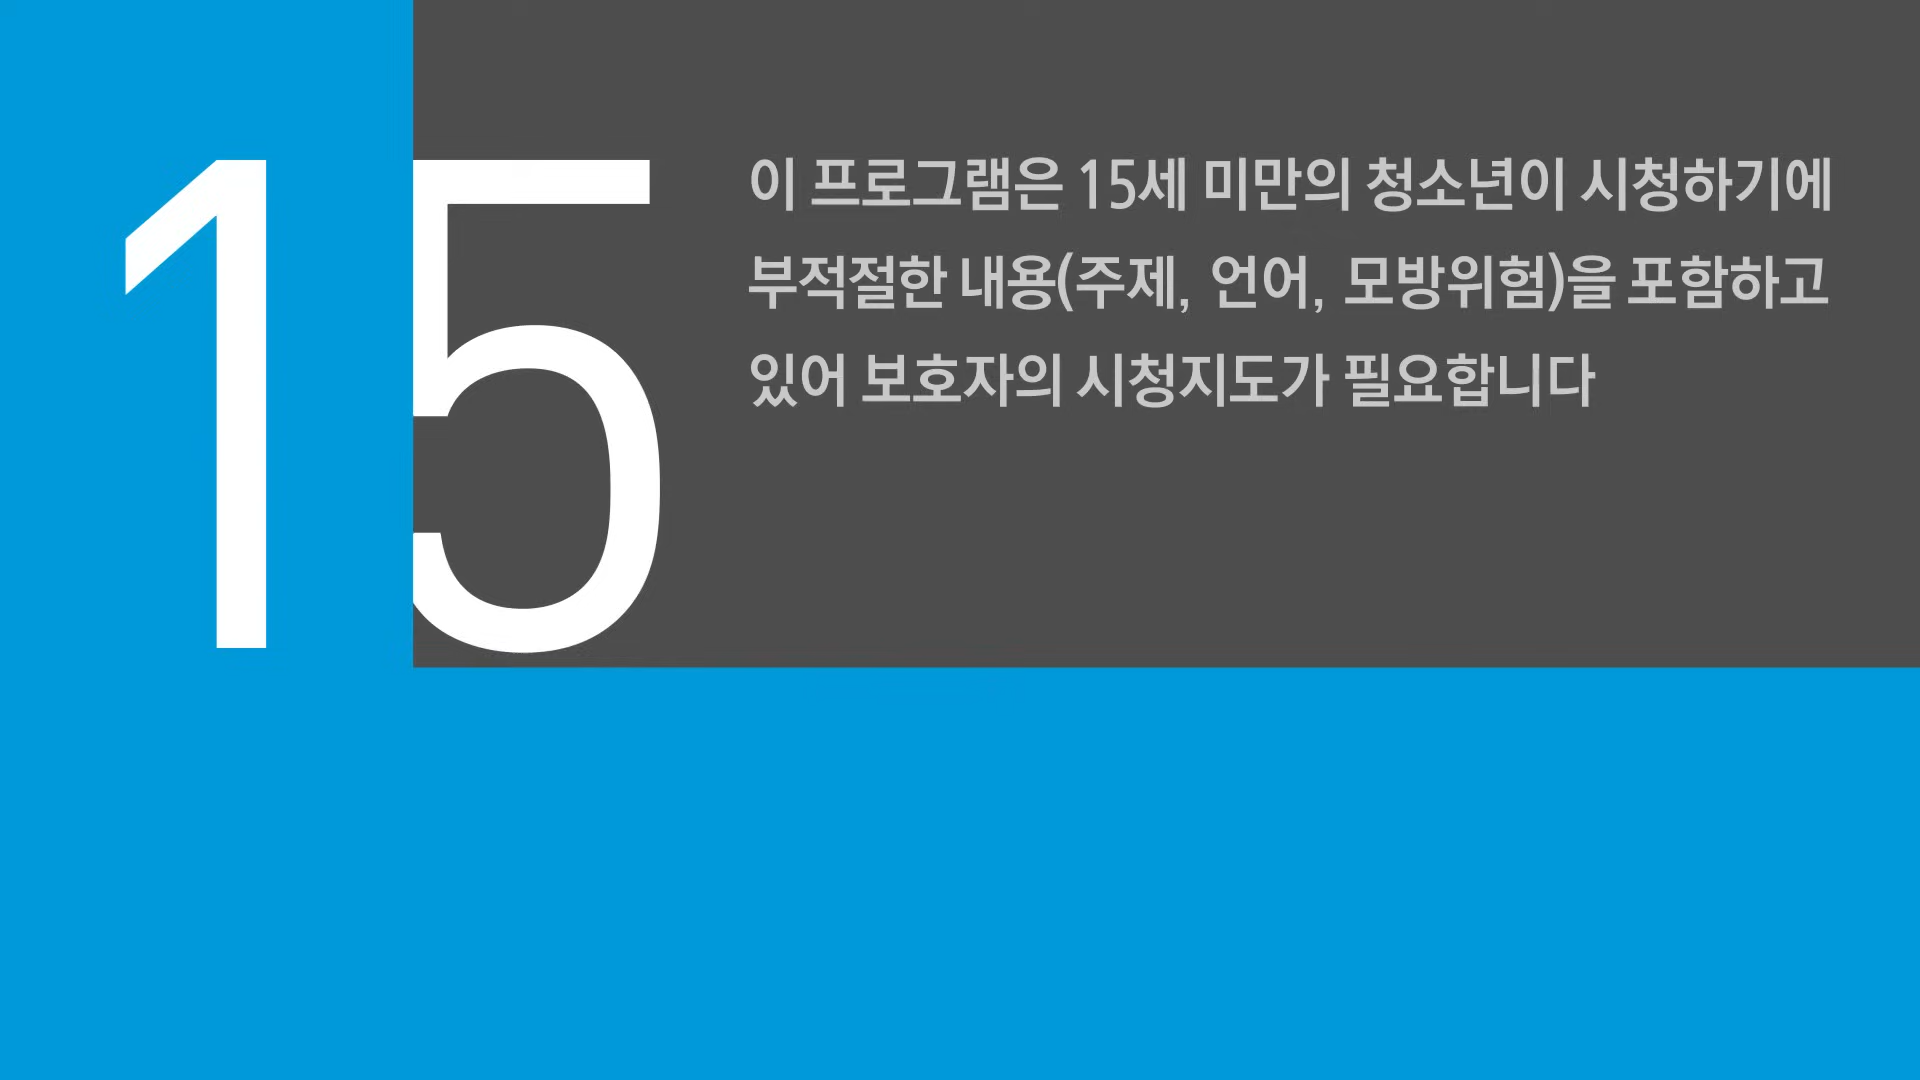 15
이 프로그램은 15세 미만의 청소년이 시청하기에
부적절한 내용(주제, 언어, 모방위험)을 포함하고
있어 보호자의 시청지도가 필요합니다